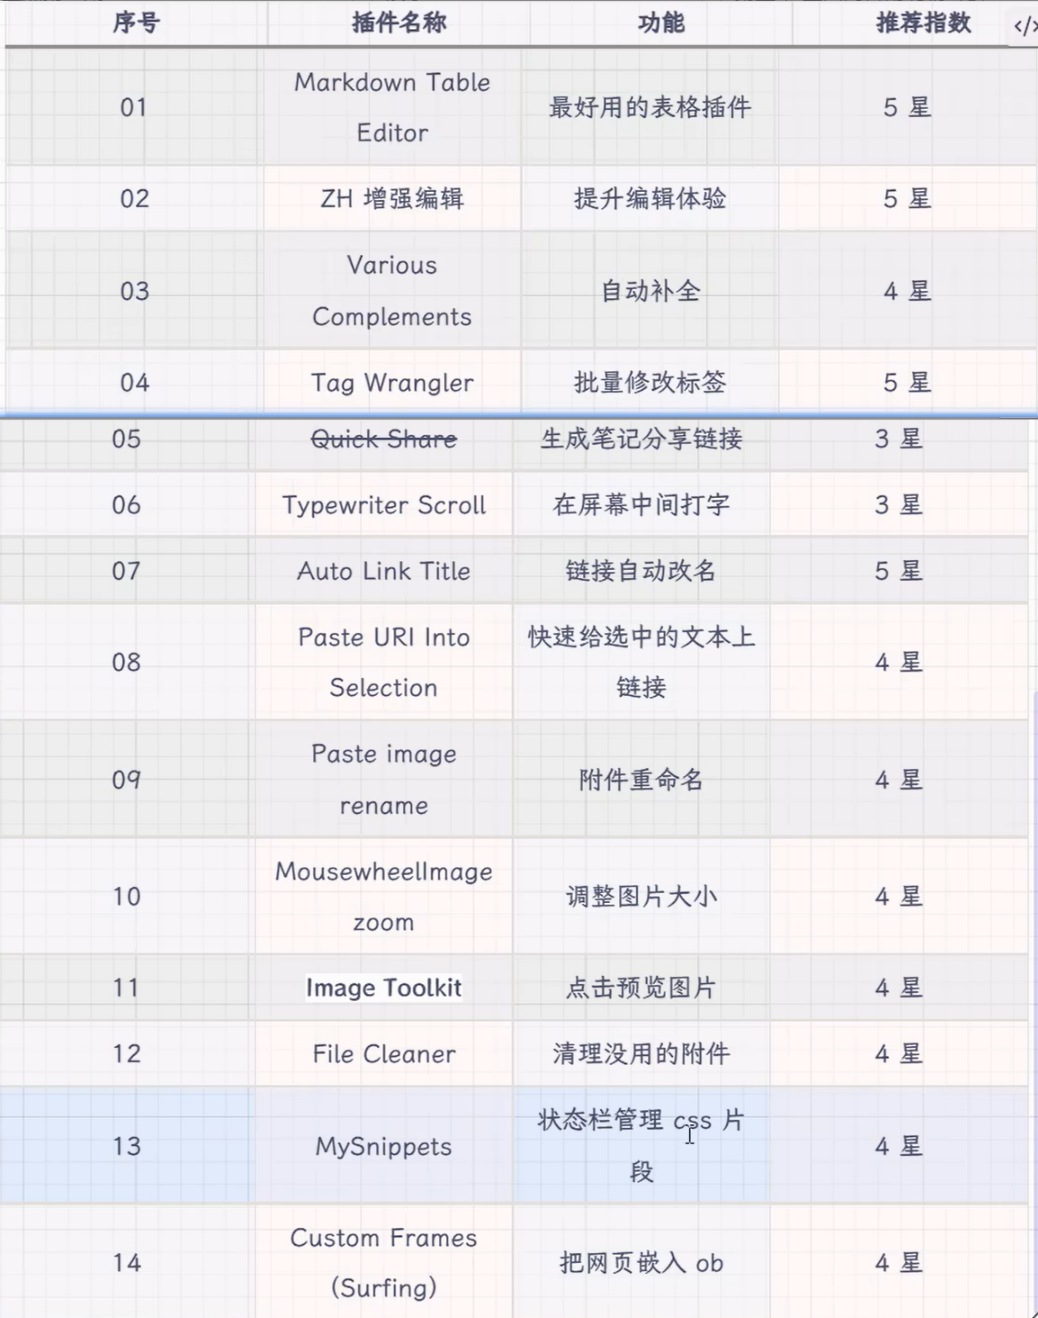 序号 插件名称 功能 推荐指数 </>
01 Markdown Table Editor 最好用的表格插件 5 星
02 ZH 增强编辑 提升编辑体验 5 星
03 Various Complements 自动补全 4 星
04 Tag Wrangler 批量修改标签 5 星
05 Quick Share 生成笔记分享链接 3 星
06 Typewriter Scroll 在屏幕中间打字 3 星
07 Auto Link Title 链接自动改名 5 星
08 Paste URI Into Selection 快速给选中的文本上链接 4 星
09 Paste image rename 附件重命名 4 星
10 MousewheelImage zoom 调整图片大小 4 星
11 Image Toolkit 点击预览图片 4 星
12 File Cleaner 清理没用的附件 4 星
13 MySnippets 状态栏管理 css 片段 4 星
14 Custom Frames (Surfing) 把网页嵌入 ob 4 星